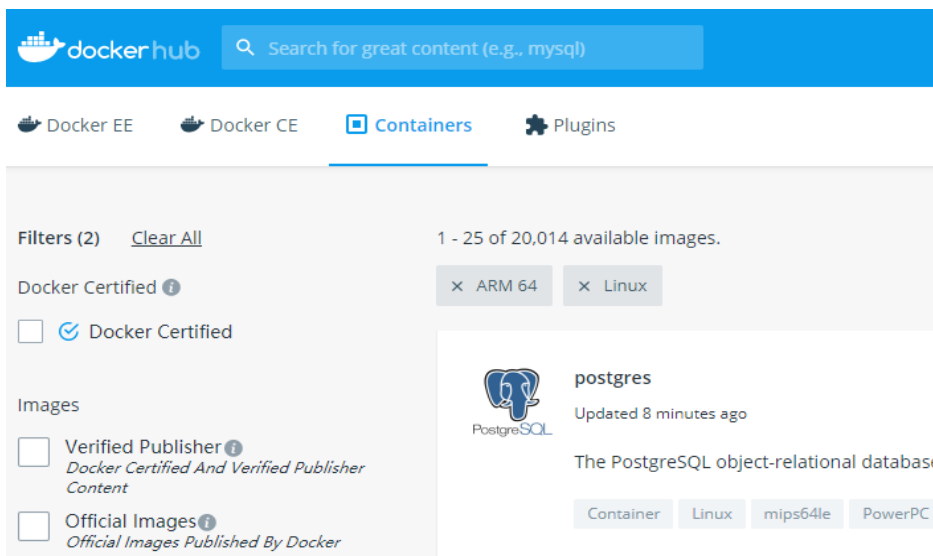 dockerhub
Search for great content (e.g., mysql)
Docker EE
Docker CE
Containers
Plugins
Filters (2)
Clear All
1 - 25 of 20,014 available images.
Docker Certified
× ARM 64
× Linux
Docker Certified
Images
Verified Publisher
Docker Certified And Verified Publisher
Content
Official Images
Official Images Published By Docker
PostgreSQL
postgres
Updated 8 minutes ago
The PostgreSQL object-relational database
Container
Linux
mips64le
PowerPC